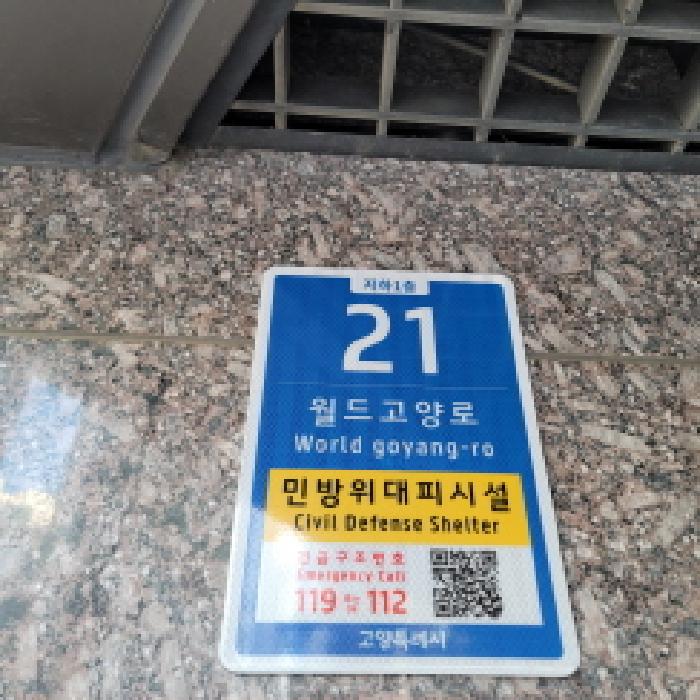 지하1층
21
월드고양로
World goyang-ro
민방위대피시설
Civil Defense Shelter
긴급구조번호
Emergency Call
119 및 112
고양특례시